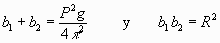 b₁ + b₂ = P²g / 4π² y b₁b₂ = R²